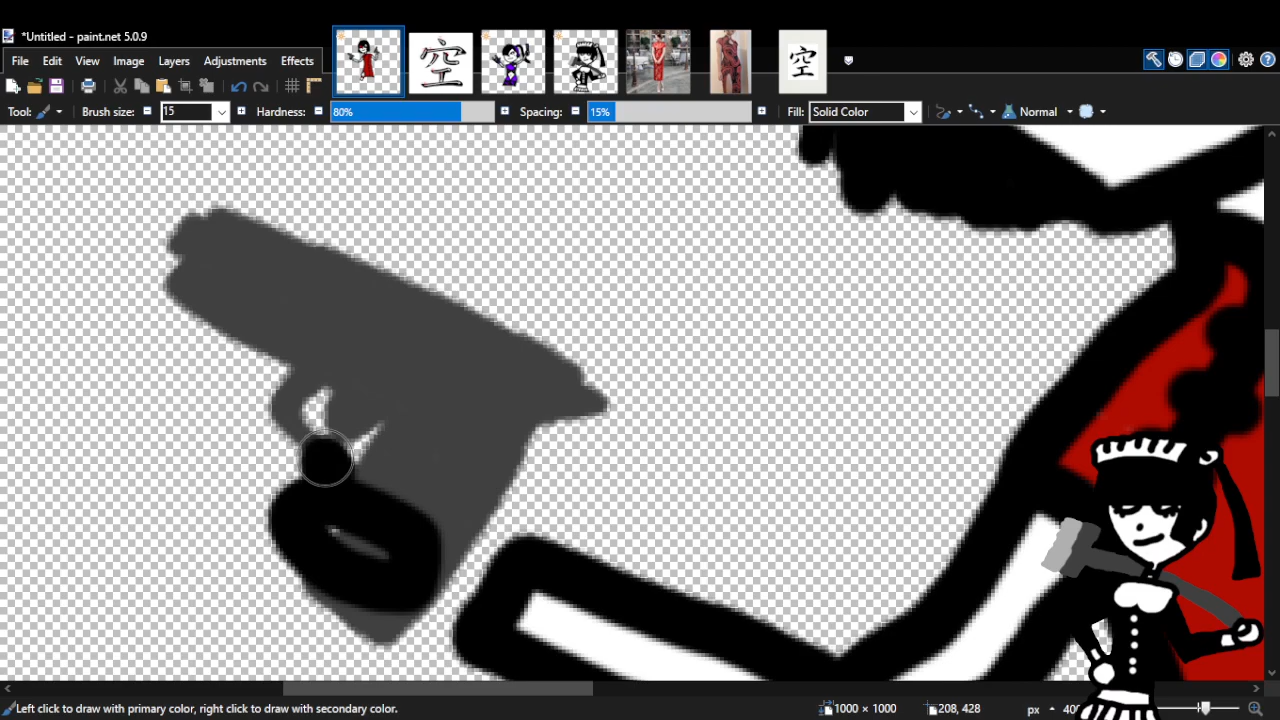 *Untitled - paint.net 5.0.9
File Edit Image Layers Adjustments Effects
空 空
Tool: Brush size: 15 Hardness: 80% Spacing: 15% Fill: Solid Color Normal
Left click to draw with primary color, right click to draw with secondary color. 1000 × 1000 208, 428 px